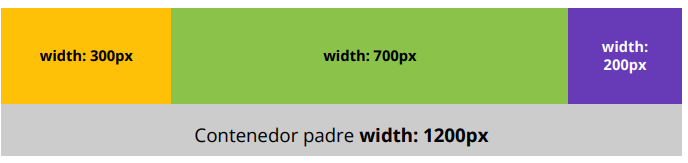 width: 300px
width: 700px
width:
200px
Contenedor padre width: 1200px